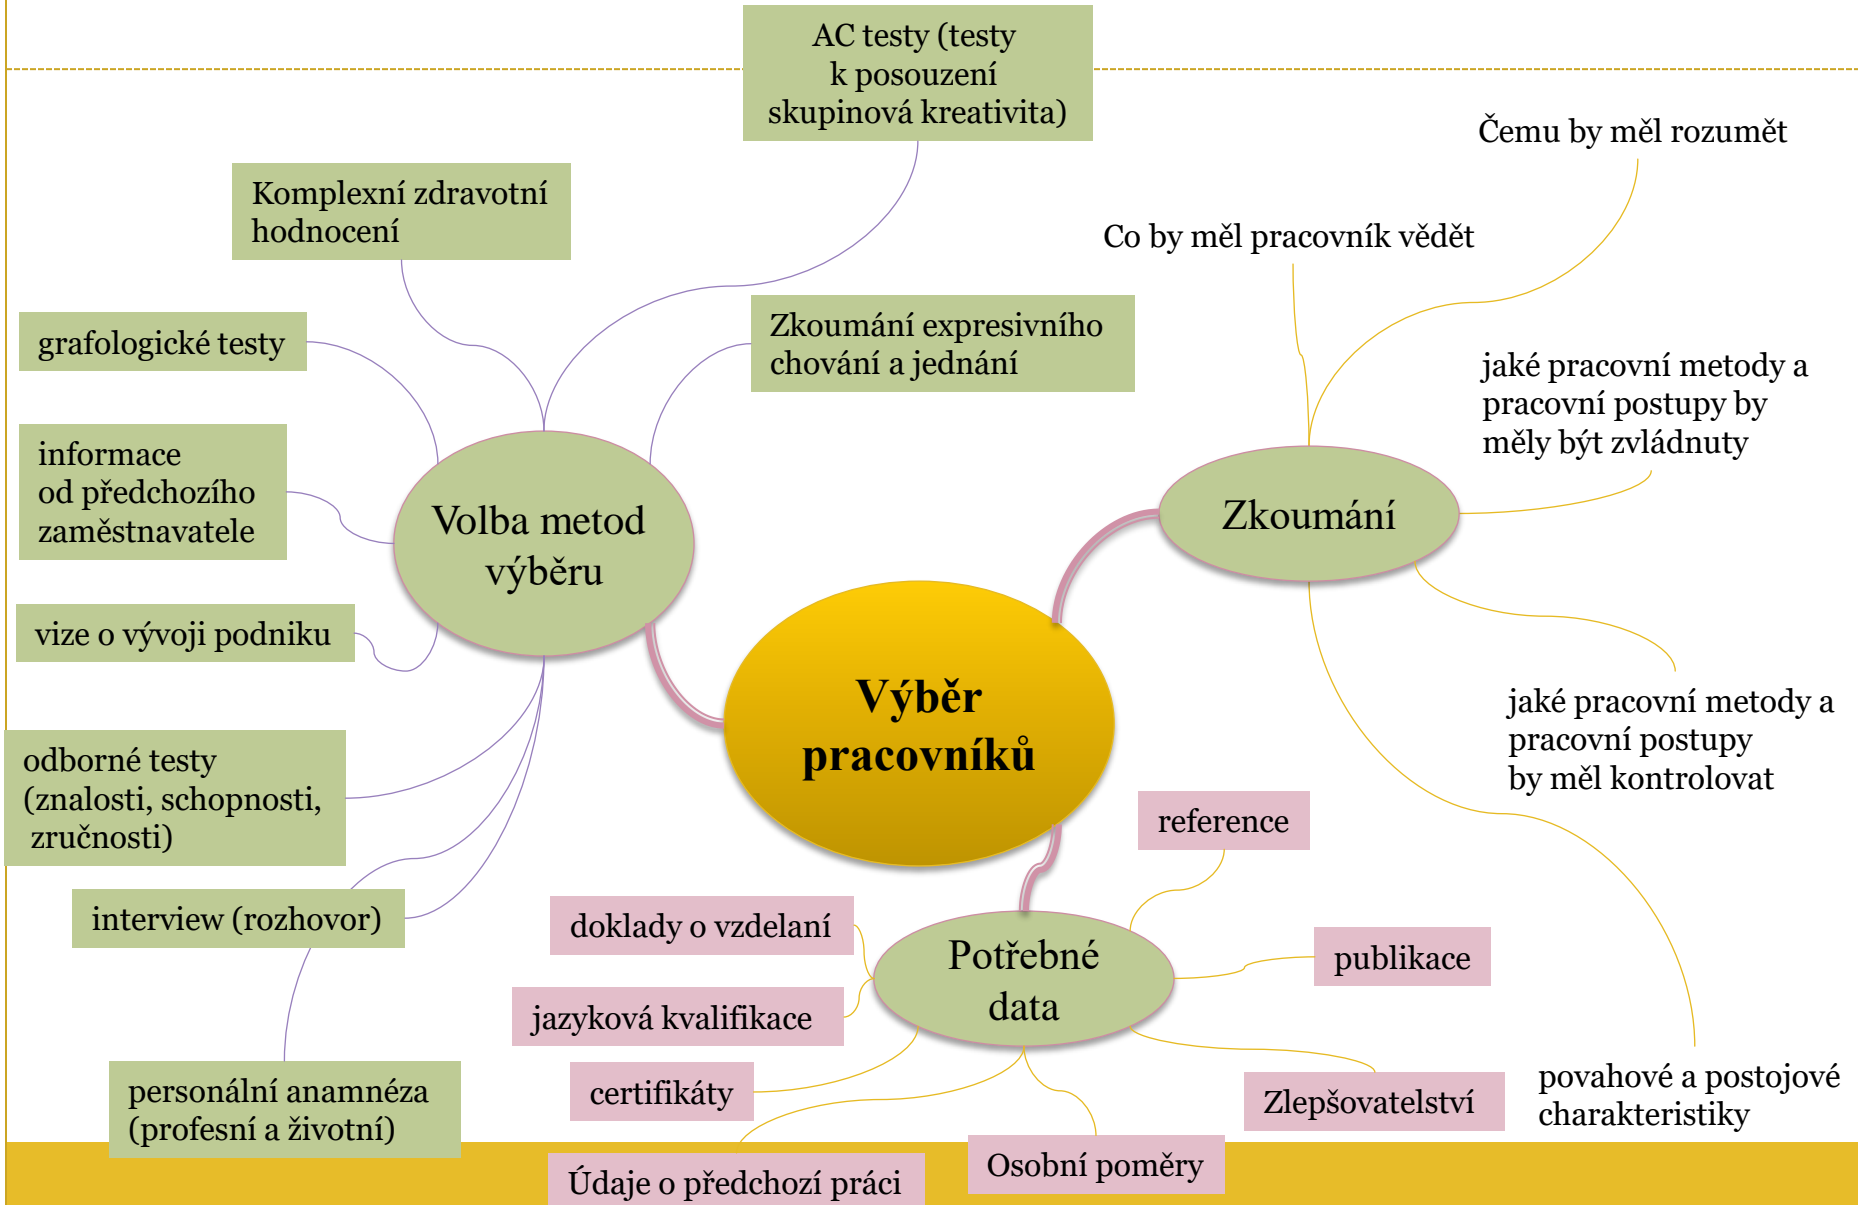 AC testy (testy
k posouzení
skupinová kreativita)
Čemu by měl rozumět
Komplexní zdravotní
hodnocení
Co by měl pracovník vědět
grafologické testy
Zkoumání expresivního
chování a jednání
jaké pracovní metody a
pracovní postupy by
měly být zvládnuty
informace
od předchozího
zaměstnavatele
Volba metod
výběru
Zkoumání
vize o vývoji podniku
Výběr
pracovníků
jaké pracovní metody a
pracovní postupy
by měl kontrolovat
odborné testy
(znalosti, schopnosti,
zručnosti)
reference
interview (rozhovor)
doklady o vzdelaní
Potřebné
data
publikace
jazyková kvalifikace
certifikáty
Zlepšovatelství
povahové a postojové
charakteristiky
personální anamnéza
(profesní a životní)
Údaje o předchozí práci
Osobní poměry